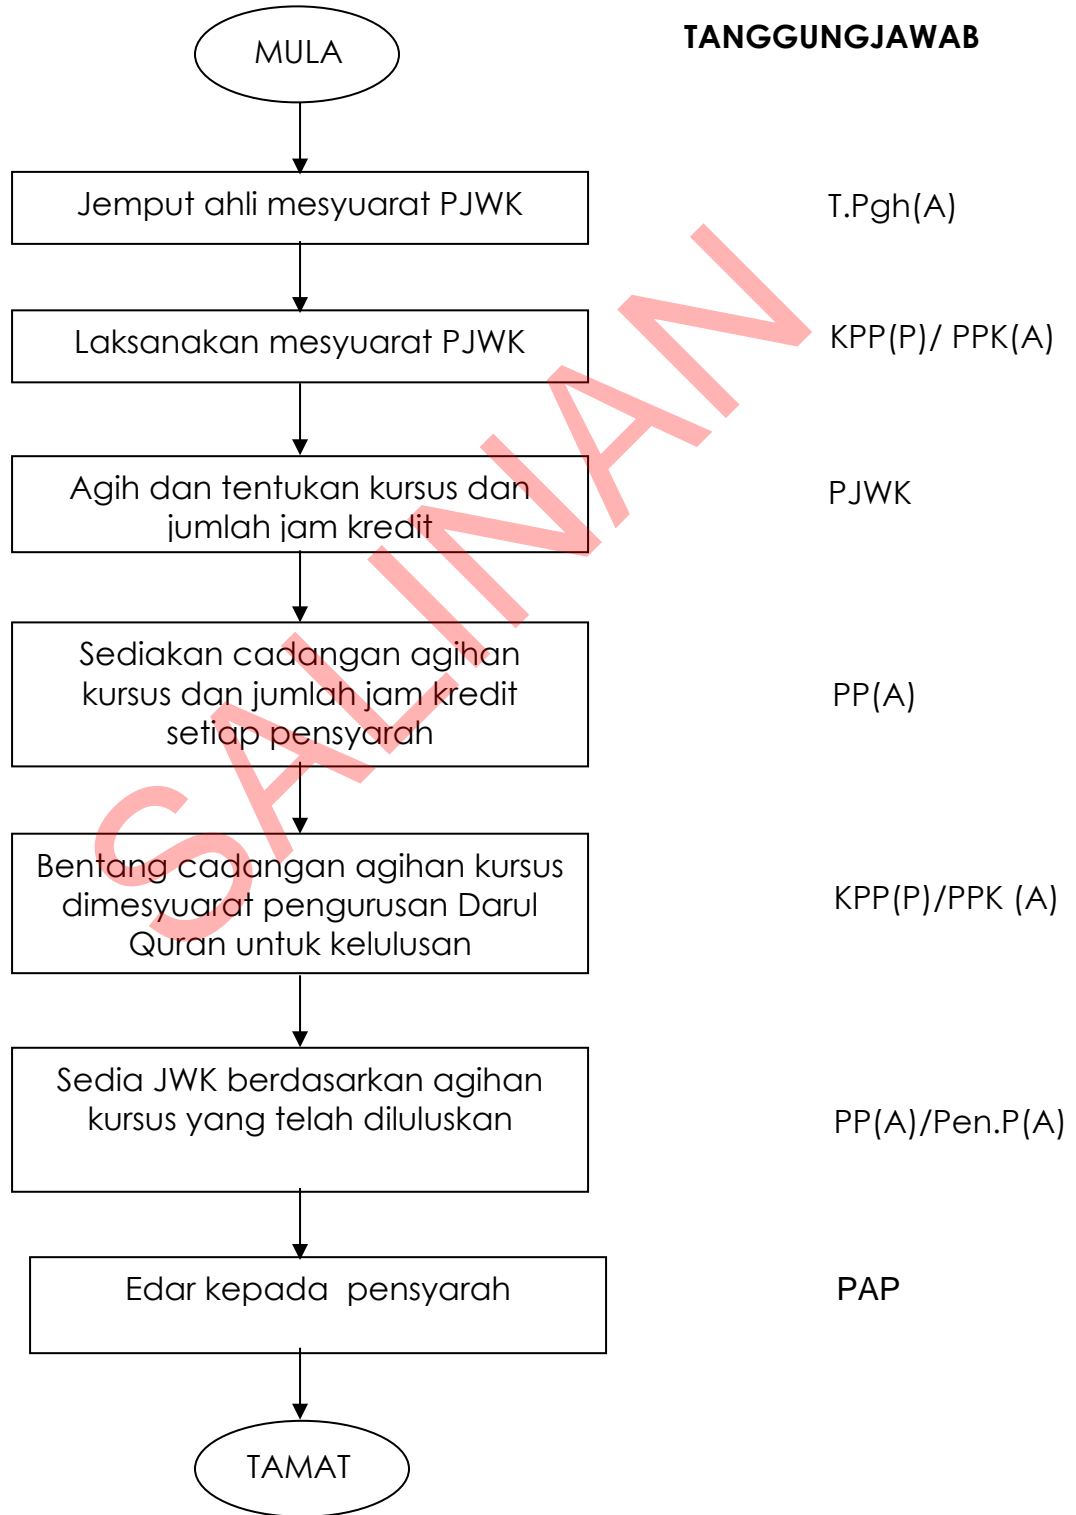 MULA
TANGGUNGJAWAB
Jemput ahli mesyuarat PJWK
T.Pgh(A)
Laksanakan mesyuarat PJWK
KPP(P)/ PPK(A)
Agih dan tentukan kursus dan
jumlah jam kredit
PJWK
Sediakan cadangan agihan
kursus dan jumlah jam kredit
setiap pensyarah
PP(A)
Bentang cadangan agihan kursus
dimesyuarat pengurusan Darul
Quran untuk kelulusan
KPP(P)/PPK (A)
Sedia JWK berdasarkan agihan
kursus yang telah diluluskan
PP(A)/Pen.P(A)
Edar kepada  pensyarah
PAP
TAMAT
SALINAN